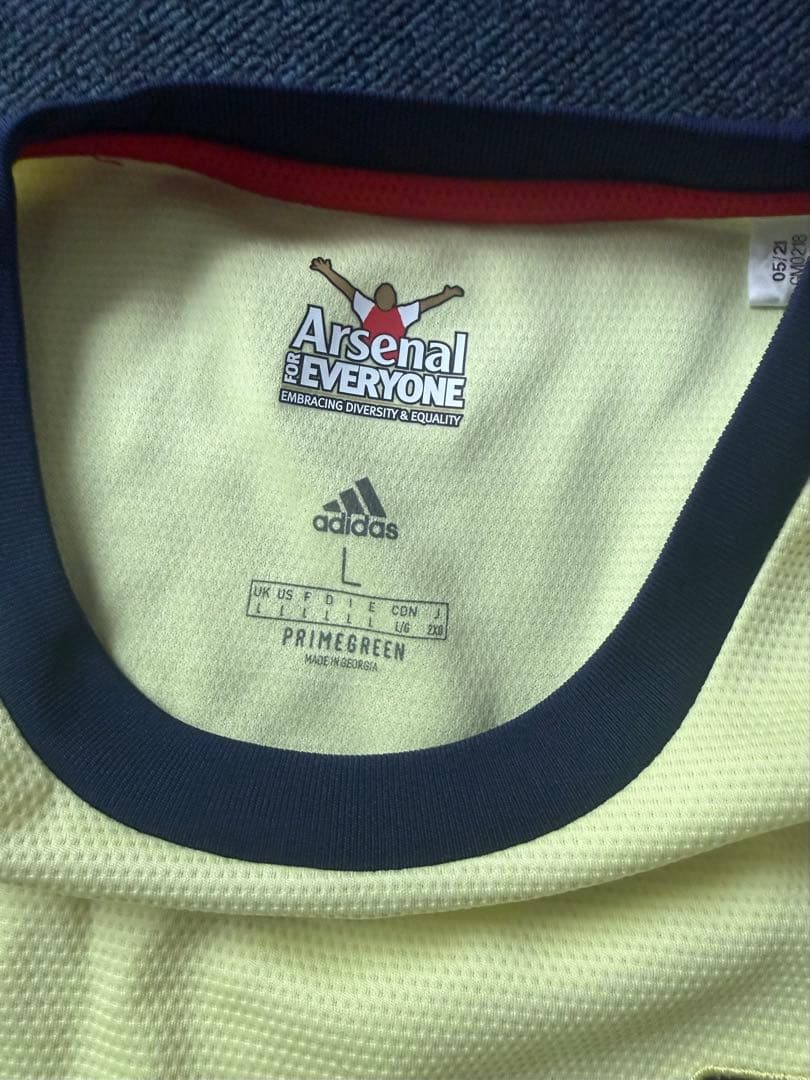 Arsenal
FOR EVERYONE
EMBRACING DIVERSITY & EQUALITY
05/21
adidas
L
UK US F D I E CDN J
L L L L L L L/G 2XO
PRIMEGREEN
MADE IN GEORGIA